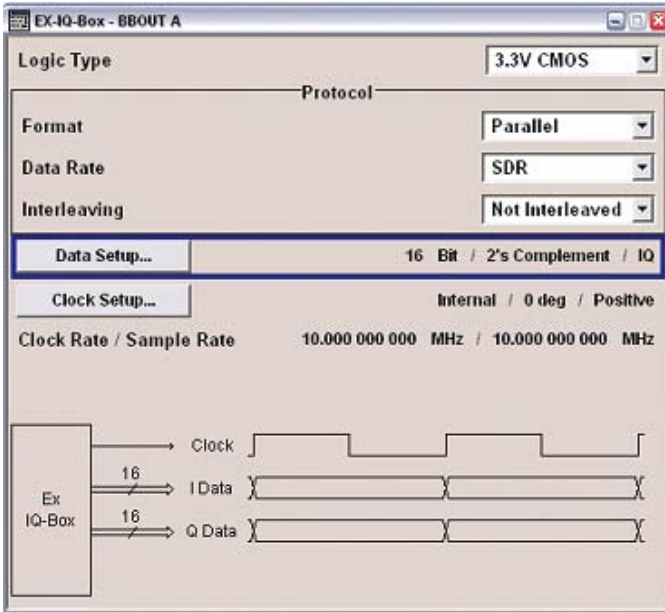 EX-IQ-Box - BBOUT A
Logic Type 3.3V CMOS
Protocol
Format Parallel
Data Rate SDR
Interleaving Not Interleaved
Data Setup... 16 Bit / 2's Complement / IQ
Clock Setup... Internal / 0 deg / Positive
Clock Rate / Sample Rate 10.000 000 000 MHz / 10.000 000 000 MHz
Clock
16
I Data
Ex
IQ-Box
16
Q Data